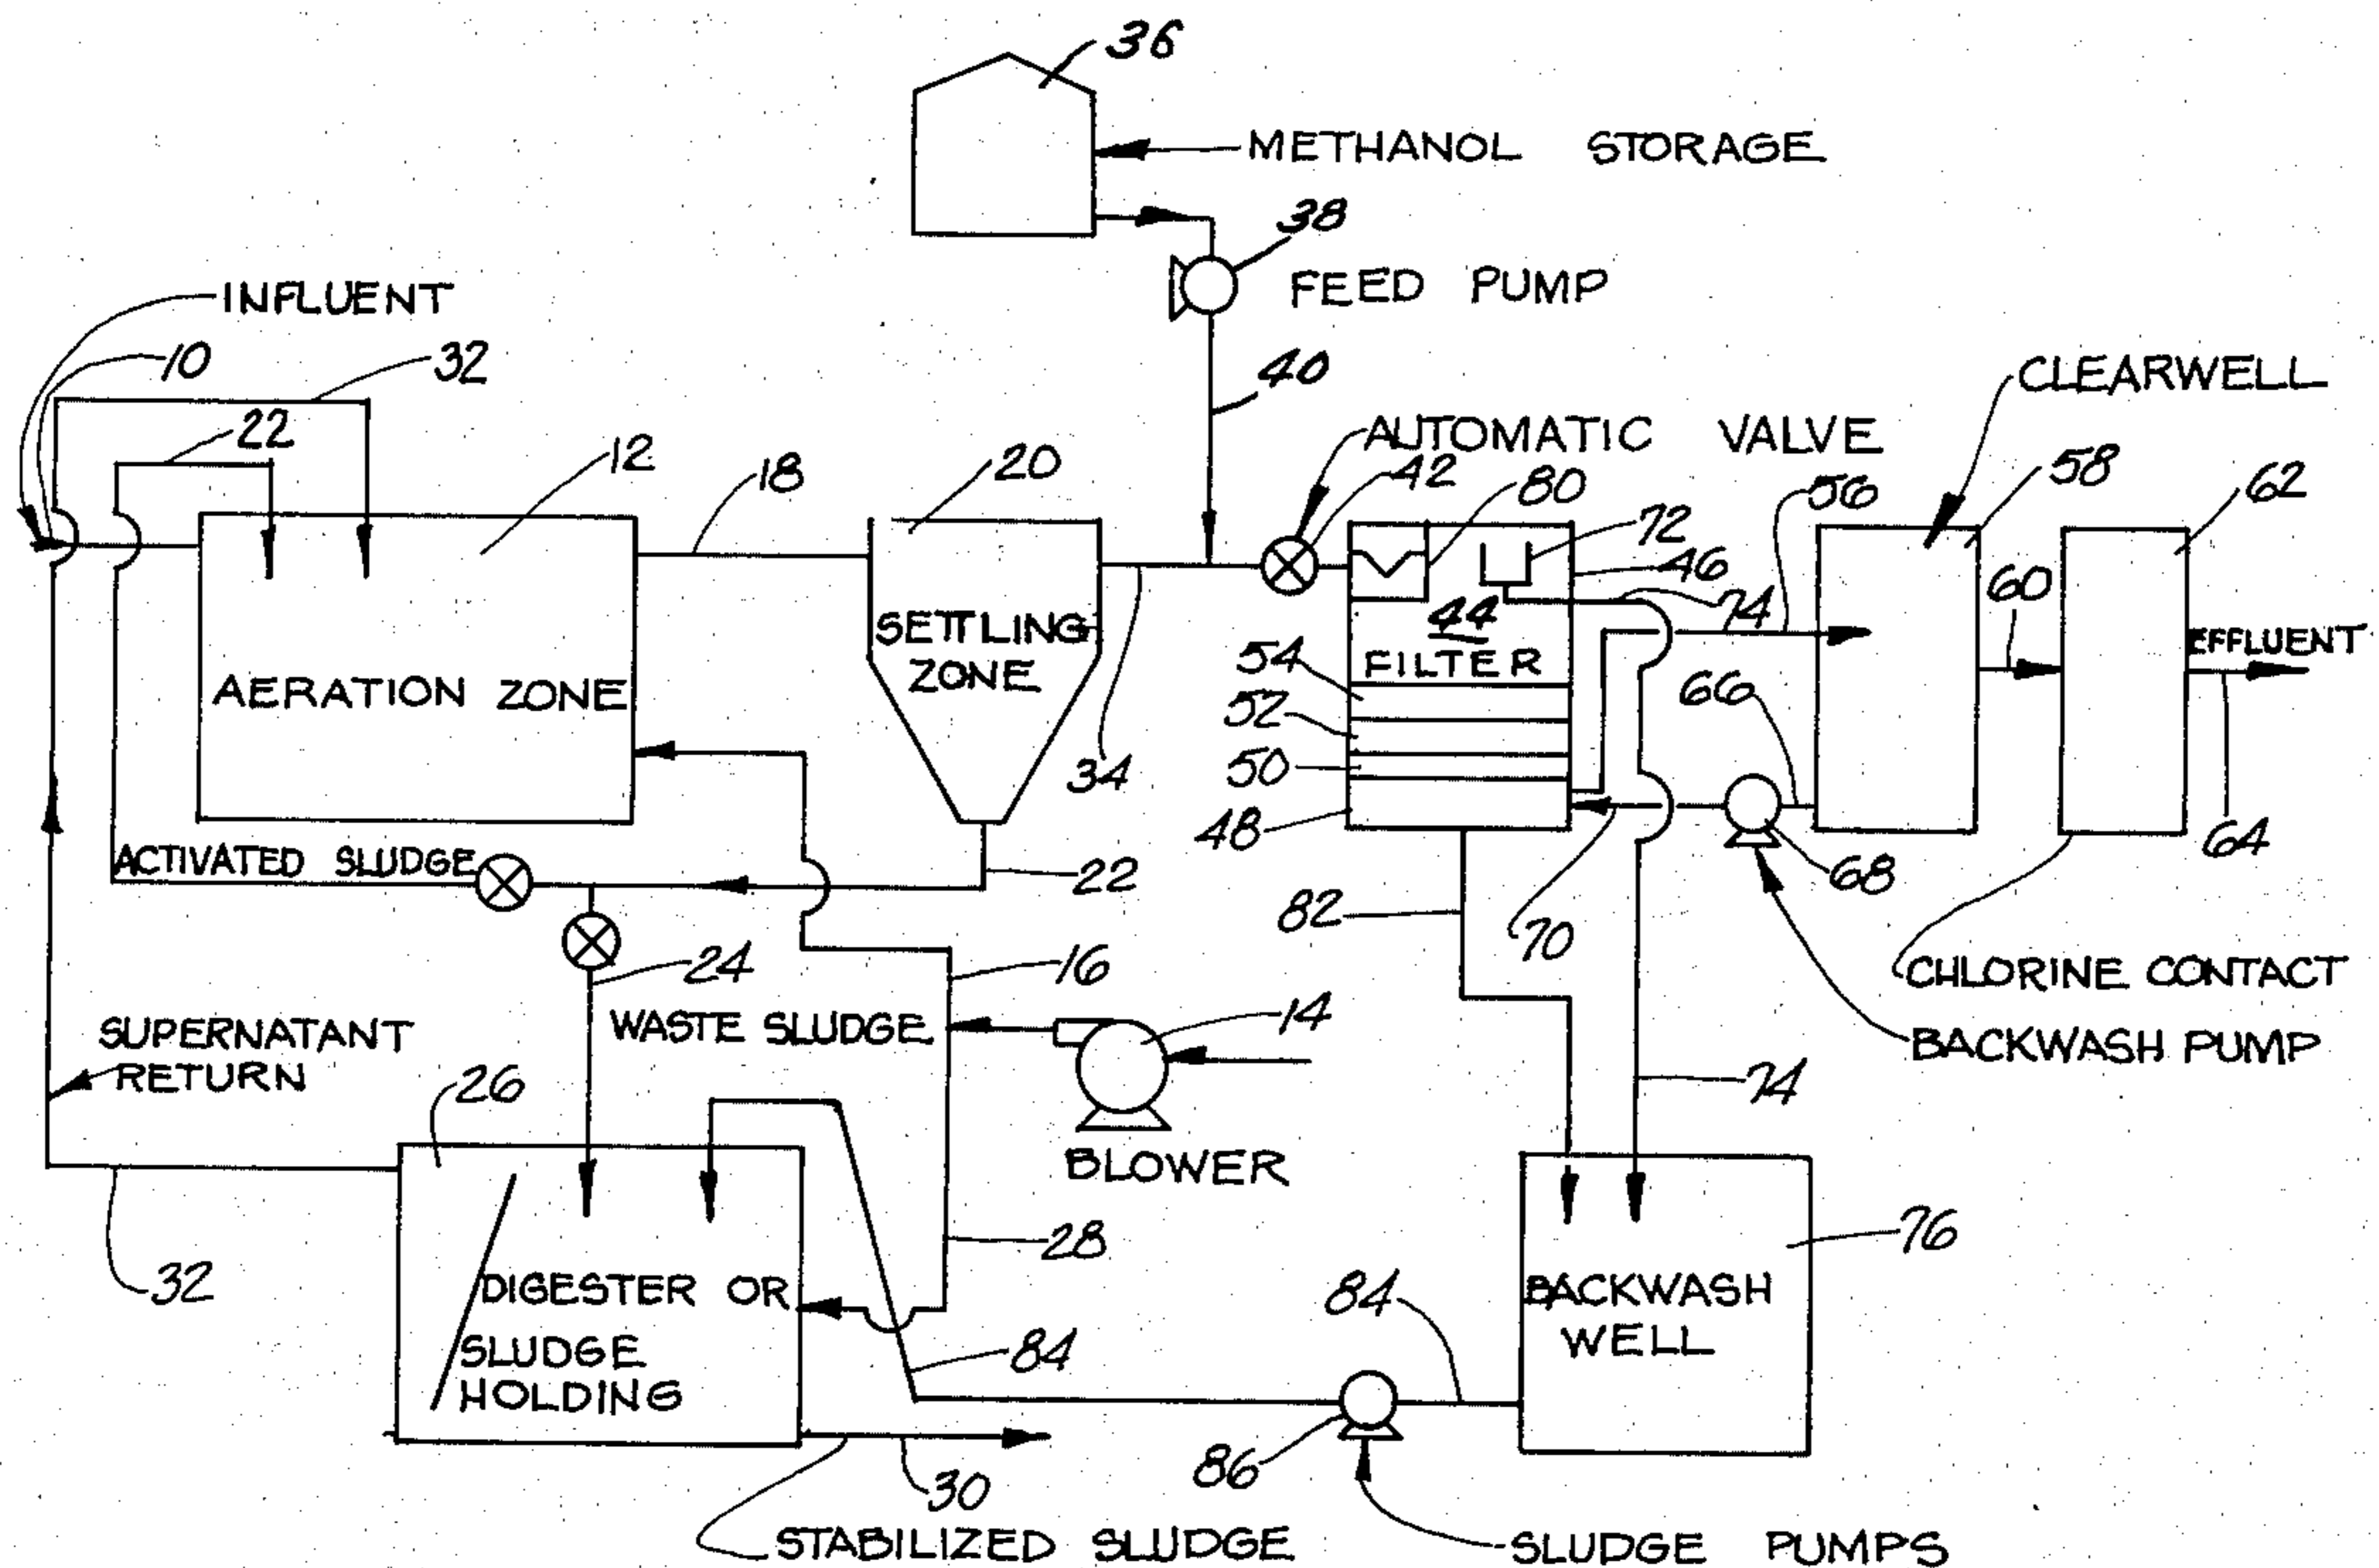 36
METHANOL STORAGE
38
FEED PUMP
INFLUENT
10
32
22
12
18
20
40
CLEARWELL
AUTOMATIC VALVE
42
80
72
46
74
56
58
62
60
EFFLUENT
64
SETTLING
ZONE
44
FILTER
54
52
50
48
34
66
AERATION ZONE
68
70
ACTIVATED SLUDGE
22
82
24
WASTE SLUDGE
16
14
CHLORINE CONTACT
BACKWASH PUMP
SUPERNATANT
RETURN
26
BLOWER
74
28
76
32
DIGESTER OR
SLUDGE
HOLDING
84
84
BACKWASH
WELL
86
30
STABILIZED SLUDGE
SLUDGE PUMPS